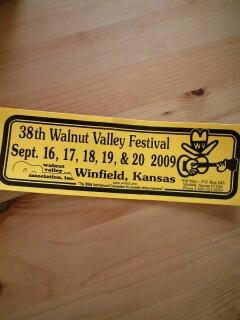 38th Walnut Valley Festival
WV
Sept. 16, 17, 18, 19, & 20 2009
walnut
valley
association, inc.
Winfield, Kansas